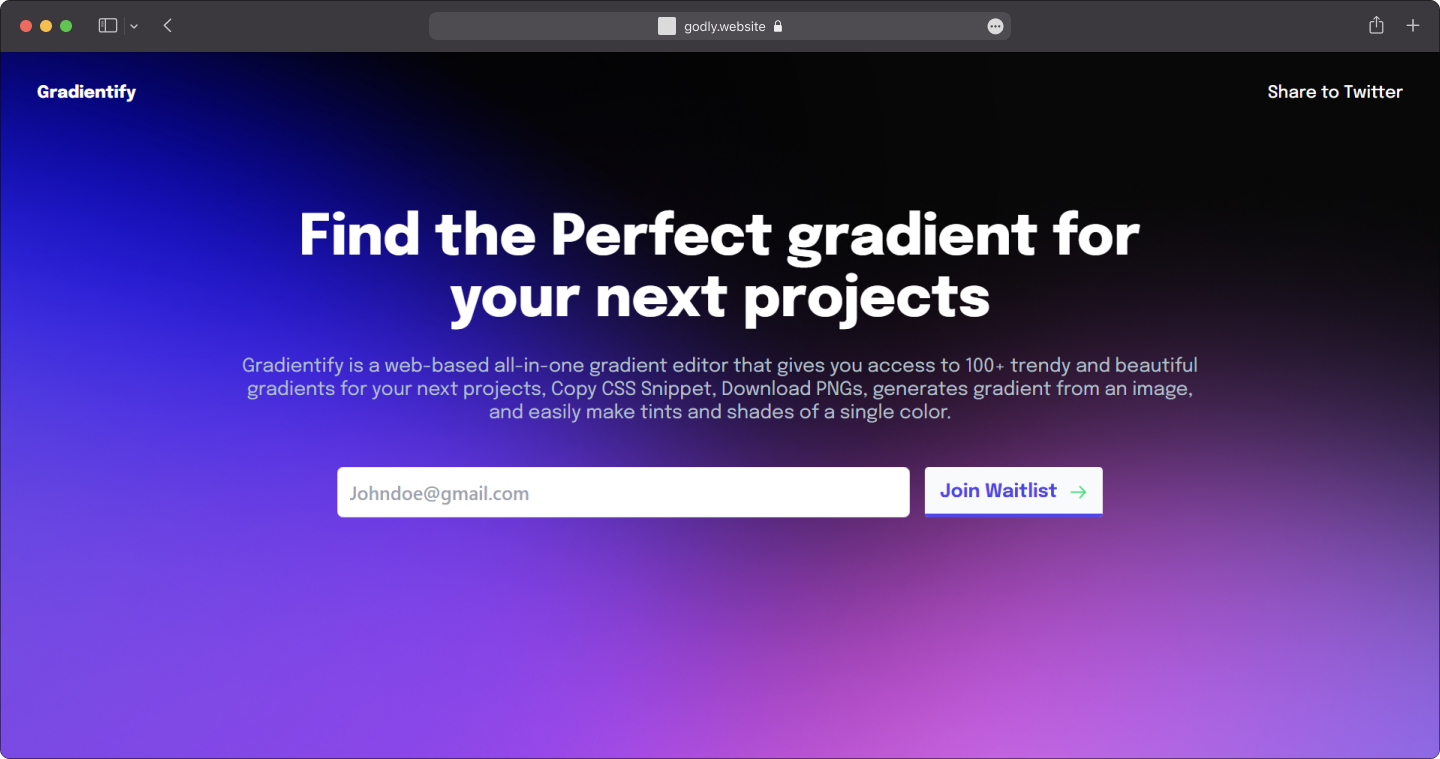 godly.website
Gradientify
Share to Twitter
Find the Perfect gradient for
your next projects
Gradientify is a web-based all-in-one gradient editor that gives you access to 100+ trendy and beautiful
gradients for your next projects, Copy CSS Snippet, Download PNGs, generates gradient from an image,
and easily make tints and shades of a single color.
Johndoe@gmail.com
Join Waitlist